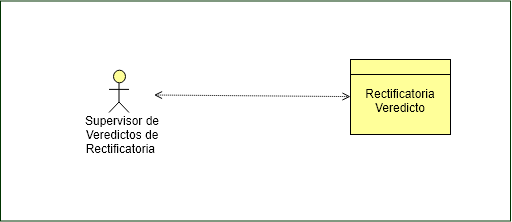 Supervisor de
Veredictos de
Rectificatoria
Rectificatoria
Veredicto